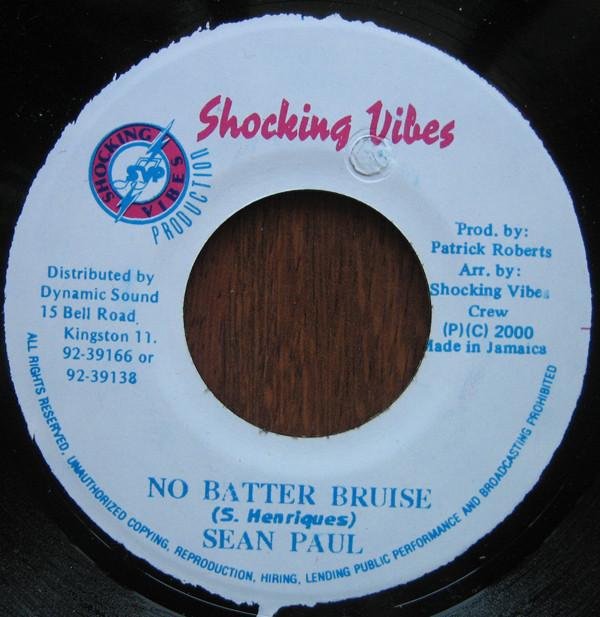 Shocking Vibes
SHOCKING VIBES
SVP
PRODUCTION
Prod. by:
Patrick Roberts
Arr. by:
Shocking Vibes
Crew
(P)(C) 2000
Made in Jamaica
Distributed by
Dynamic Sound
15 Bell Road,
Kingston 11.
92-39166 or
92-39138
NO BATTER BRUISE
(S. Henriques)
SEAN PAUL
ALL RIGHTS RESERVED. UNAUTHORIZED COPYING, REPRODUCTION, HIRING, LENDING PUBLIC PERFORMANCE AND BROADCASTING PROHIBITED